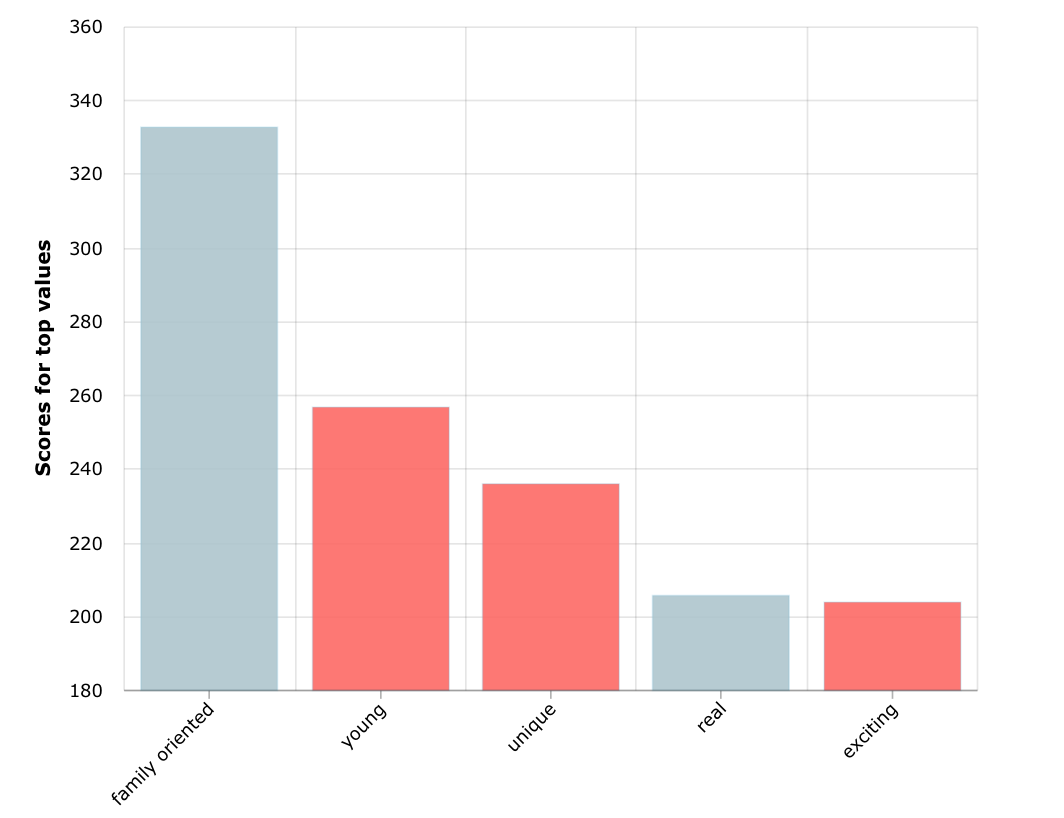 360
340
320
300
280
260
240
220
200
180
Scores for top values
family oriented
young
unique
real
exciting